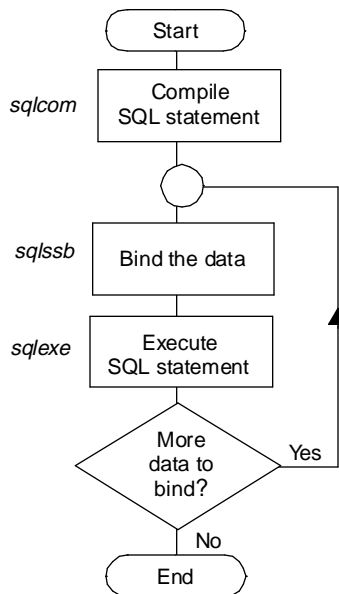 Start
sqlcom
Compile
SQL statement
sqlssb
Bind the data
sqlexe
Execute
SQL statement
More
data to
bind?
Yes
No
End